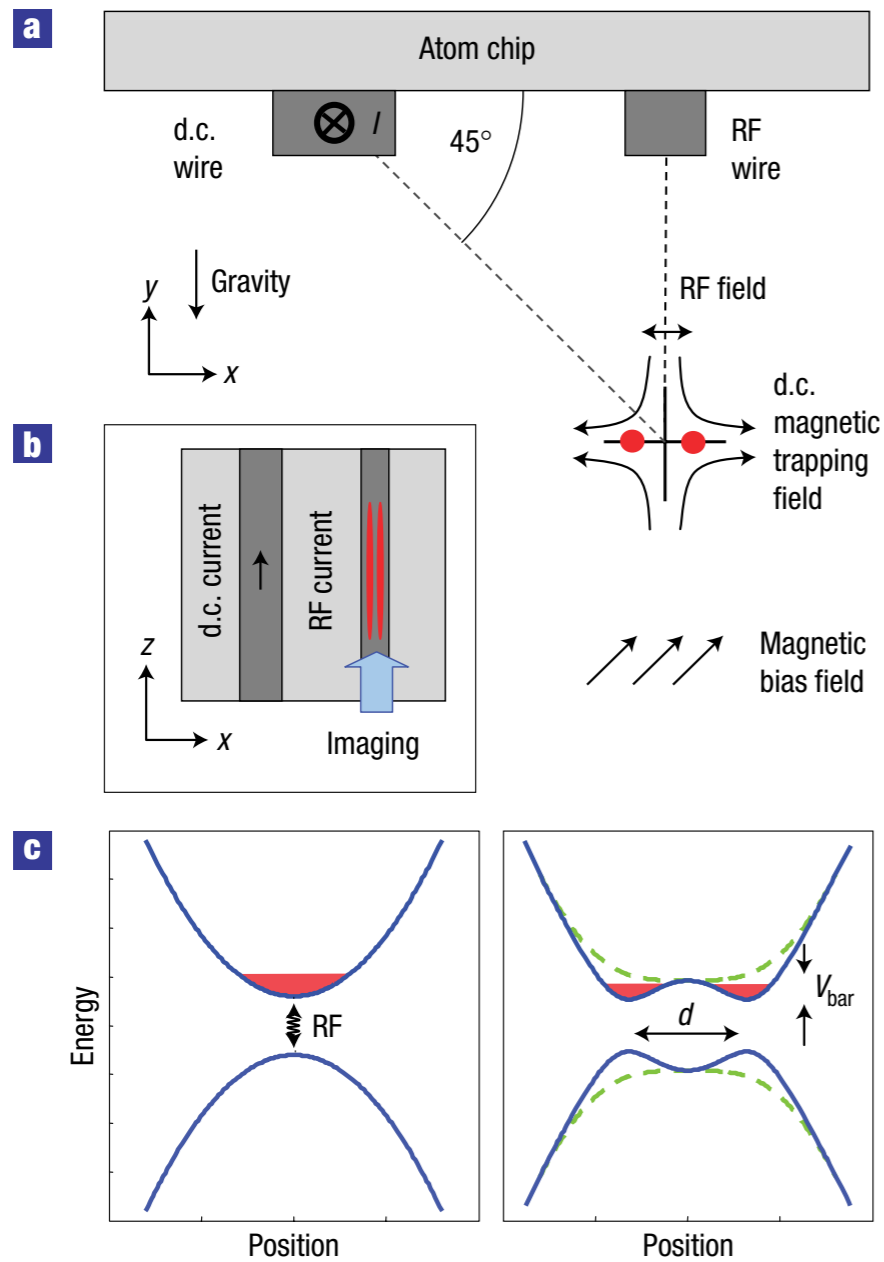 a
Atom chip
d.c.
wire
I
45°
RF
wire
Gravity
y
x
RF field
d.c.
magnetic
trapping
field
b
d.c. current
RF current
z
x
Imaging
Magnetic
bias field
c
Energy
RF
Position
d
Vbar
Position